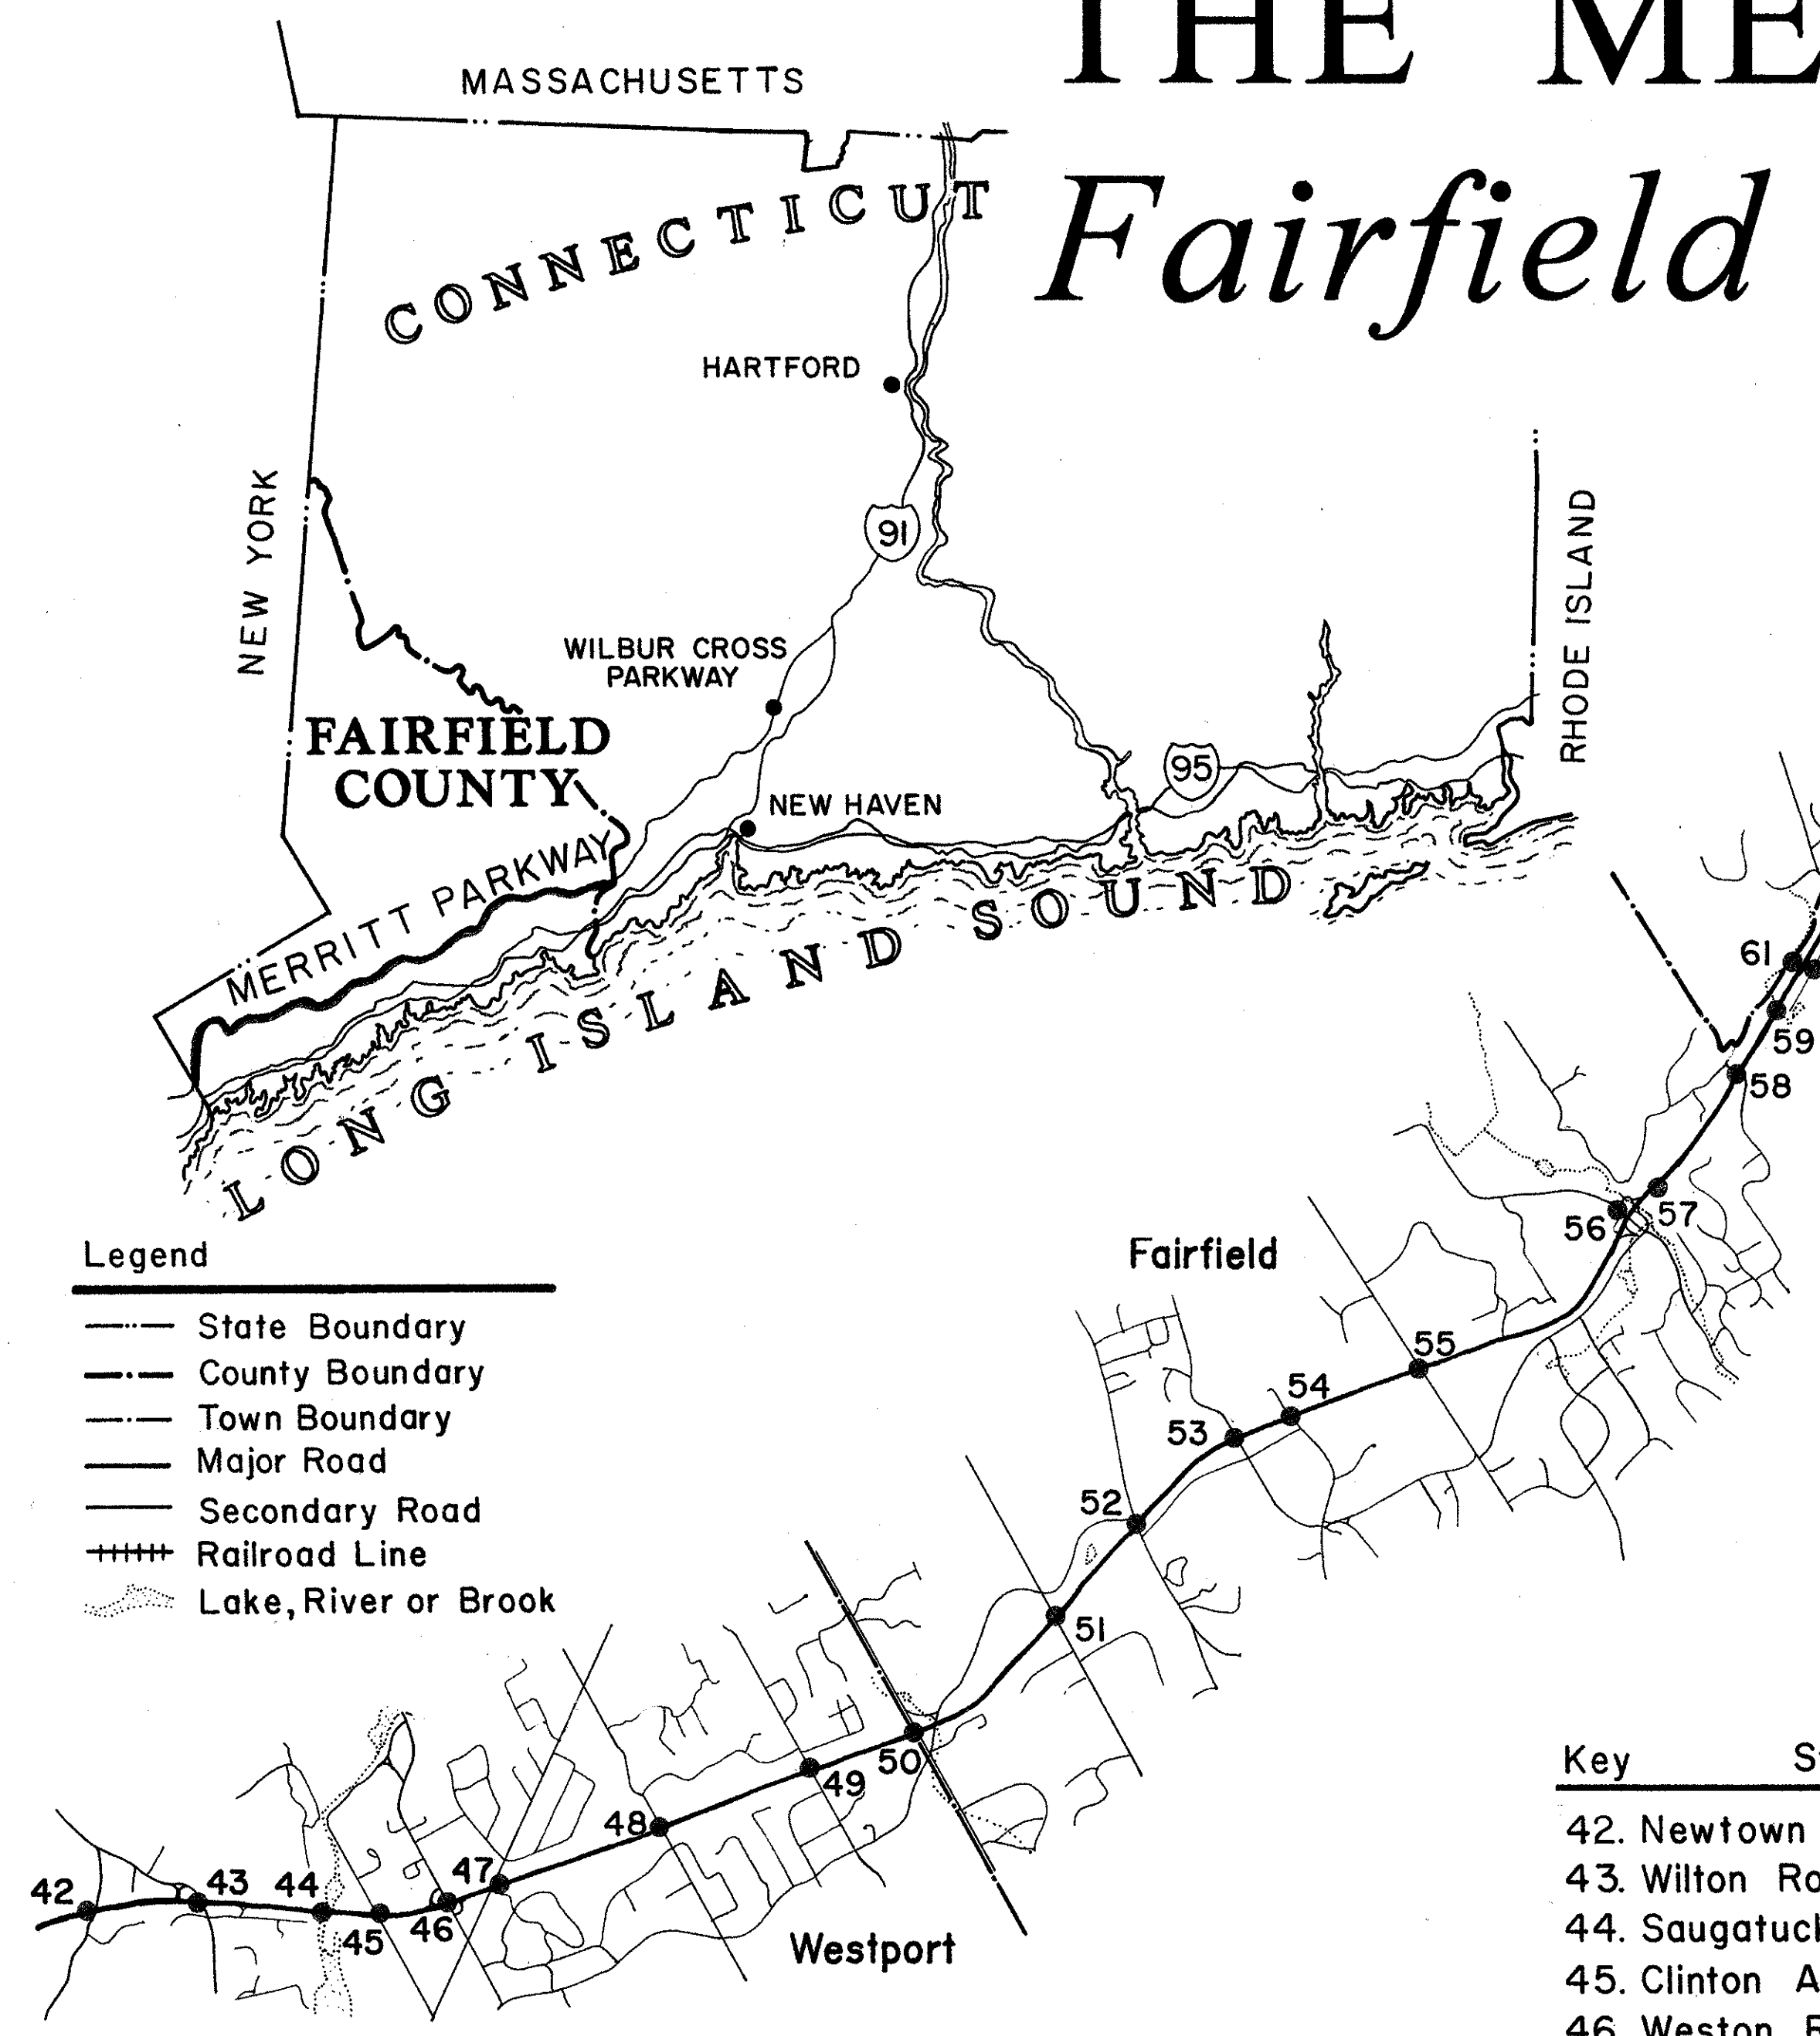 THE ME
Fairfield
MASSACHUSETTS
CONNECTICUT
HARTFORD
NEW YORK
91
RHODE ISLAND
WILBUR CROSS
PARKWAY
FAIRFIELD
COUNTY
95
NEW HAVEN
MERRITT PARKWAY
LONG ISLAND SOUND
Legend
State Boundary
County Boundary
Town Boundary
Major Road
Secondary Road
Railroad Line
Lake, River or Brook
61
59
58
57
56
Fairfield
55
54
53
52
51
50
49
48
47
46
45
44
43
42
Westport
Key S
42. Newtown
43. Wilton Ro
44. Saugatuck
45. Clinton A
46. Weston